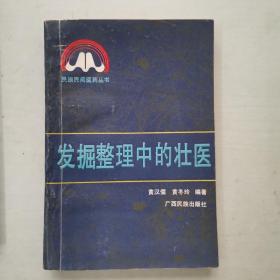 民族民间医药丛书
发掘整理中的壮医
黄汉儒 黄冬玲 编著
广西民族出版社